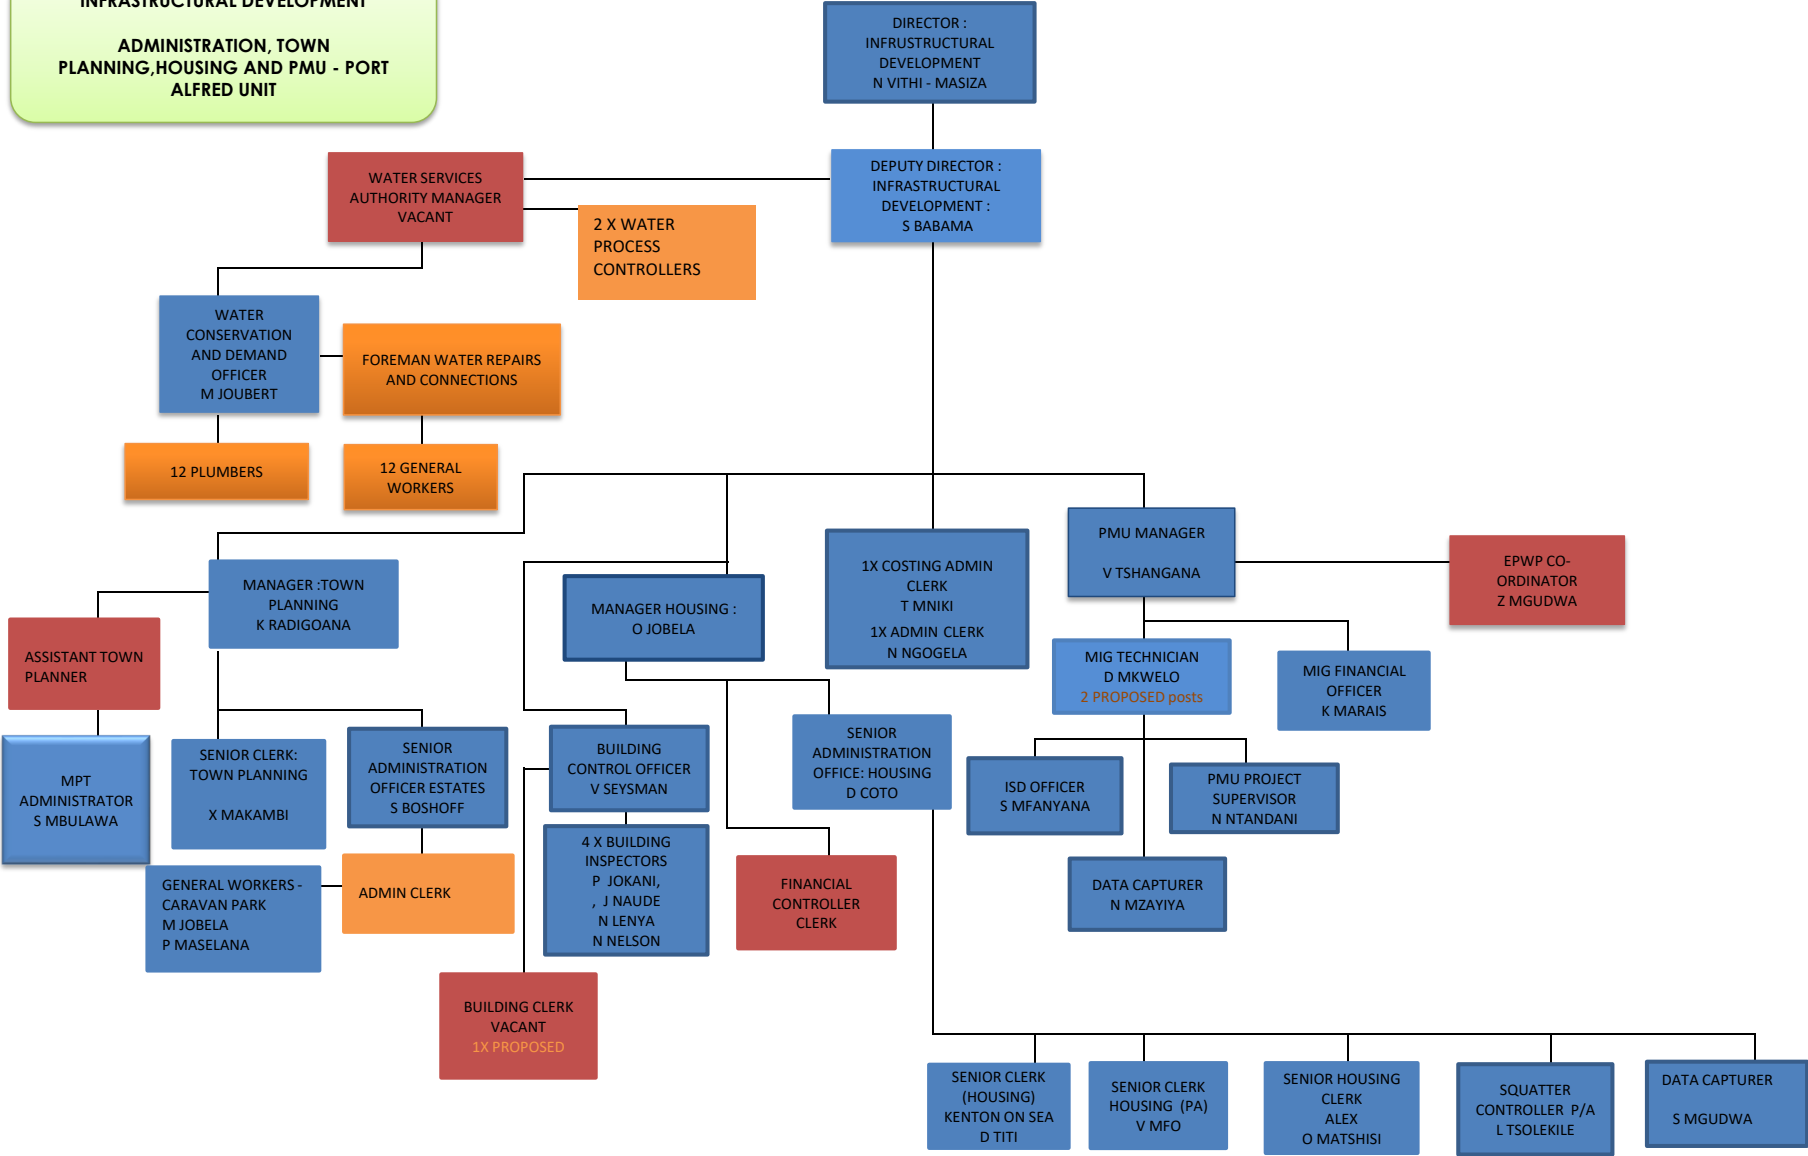 INFRASTRUCTURAL DEVELOPMENT
ADMINISTRATION, TOWN
PLANNING,HOUSING AND PMU - PORT
ALFRED UNIT
DIRECTOR :
INFRUSTRUCTURAL
DEVELOPMENT
N VITHI - MASIZA
WATER SERVICES
AUTHORITY MANAGER
VACANT
DEPUTY DIRECTOR :
INFRASTRUCTURAL
DEVELOPMENT :
S BABAMA
2 X WATER
PROCESS
CONTROLLERS
WATER
CONSERVATION
AND DEMAND
OFFICER
M JOUBERT
FOREMAN WATER REPAIRS
AND CONNECTIONS
12 PLUMBERS
12 GENERAL
WORKERS
MANAGER :TOWN
PLANNING
K RADIGOANA
MANAGER HOUSING :
O JOBELA
1X COSTING ADMIN
CLERK
T MNIKI
1X ADMIN CLERK
N NGOGELA
PMU MANAGER
V TSHANGANA
EPWP CO-
ORDINATOR
Z MGUDWA
ASSISTANT TOWN
PLANNER
MIG TECHNICIAN
D MKWELO
2 PROPOSED posts
MIG FINANCIAL
OFFICER
K MARAIS
MPT
ADMINISTRATOR
S MBULAWA
SENIOR CLERK:
TOWN PLANNING
X MAKAMBI
SENIOR
ADMINISTRATION
OFFICER ESTATES
S BOSHOFF
BUILDING
CONTROL OFFICER
V SEYSMAN
SENIOR
ADMINISTRATION
OFFICE: HOUSING
D COTO
ISD OFFICER
S MFANYANA
PMU PROJECT
SUPERVISOR
N NTANDANI
GENERAL WORKERS -
CARAVAN PARK
M JOBELA
P MASELANA
ADMIN CLERK
4 X BUILDING
INSPECTORS
P  JOKANI,
,  J NAUDE
N LENYA
N NELSON
FINANCIAL
CONTROLLER
CLERK
DATA CAPTURER
N MZAYIYA
BUILDING CLERK
VACANT
1X PROPOSED
SENIOR CLERK
(HOUSING)
KENTON ON SEA
D TITI
SENIOR CLERK
HOUSING  (PA)
V MFO
SENIOR HOUSING
CLERK
ALEX
O MATSHISI
SQUATTER
CONTROLLER  P/A
L TSOLEKILE
DATA CAPTURER
S MGUDWA